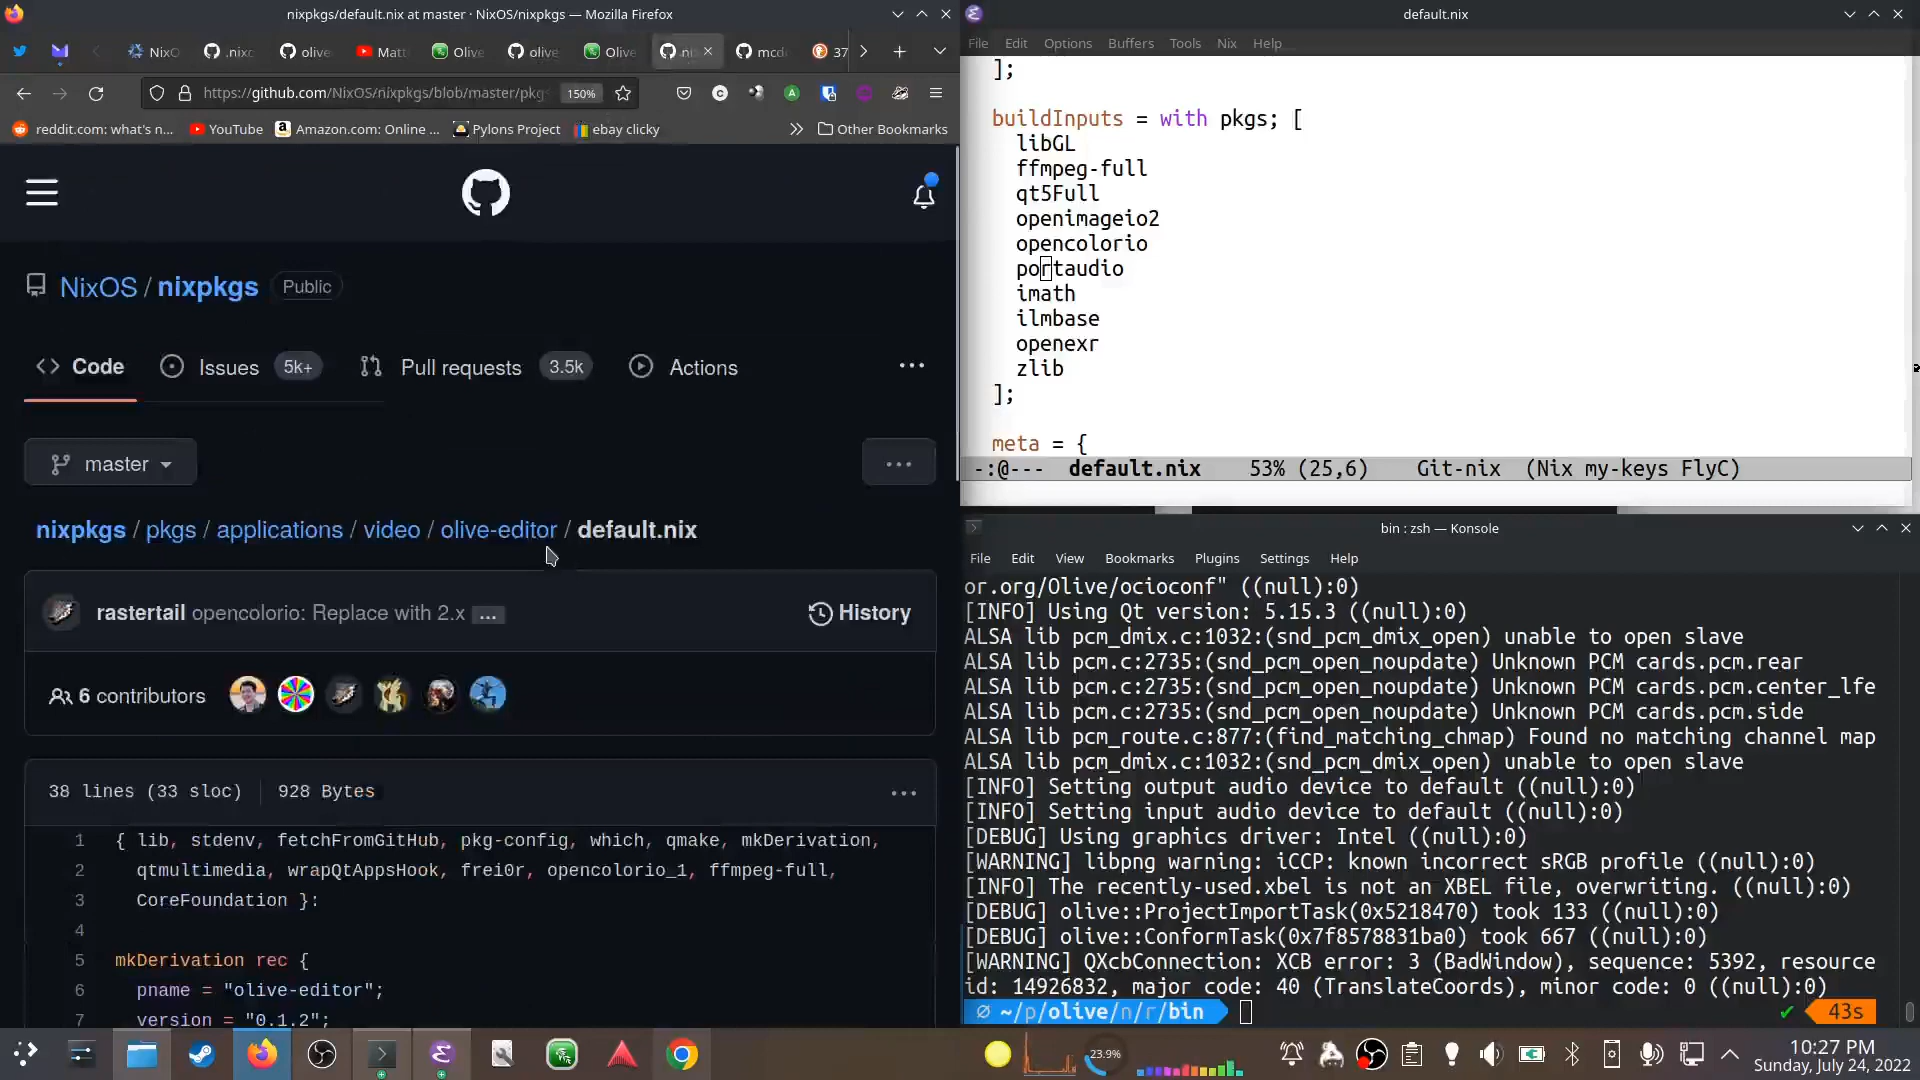 nixpkgs/default.nix at master · NixOS/nixpkgs — Mozilla Firefox
NixO
.nixc
olive
Matt
Olive
olive
Olive
ni
mcd
37
https://github.com/NixOS/nixpkgs/blob/master/pkg
150%
reddit.com: what's n...
YouTube
Amazon.com: Online ...
Pylons Project
ebay clicky
Other Bookmarks
NixOS / nixpkgs
Public
Code
Issues 5k+
Pull requests 3.5k
Actions
master
nixpkgs / pkgs / applications / video / olive-editor / default.nix
rastertail opencolorio: Replace with 2.x ...
History
6 contributors
38 lines (33 sloc)
928 Bytes
1 { lib, stdenv, fetchFromGitHub, pkg-config, which, qmake, mkDerivation,
2 qtmultimedia, wrapQtAppsHook, frei0r, opencolorio_1, ffmpeg-full,
3 CoreFoundation }:
4
5 mkDerivation rec {
6 pname = "olive-editor";
7 version = "0.1.2";
default.nix
File Edit Options Buffers Tools Nix Help
];
buildInputs = with pkgs; [
libGL
ffmpeg-full
qt5Full
openimageio2
opencolorio
portaudio
imath
ilmbase
openexr
zlib
];
meta = {
-:@--- default.nix 53% (25,6) Git-nix (Nix my-keys FlyC)
bin : zsh — Konsole
File Edit View Bookmarks Plugins Settings Help
or.org/Olive/ocioconf" ((null):0)
[INFO] Using Qt version: 5.15.3 ((null):0)
ALSA lib pcm_dmix.c:1032:(snd_pcm_dmix_open) unable to open slave
ALSA lib pcm.c:2735:(snd_pcm_open_noupdate) Unknown PCM cards.pcm.rear
ALSA lib pcm.c:2735:(snd_pcm_open_noupdate) Unknown PCM cards.pcm.center_lfe
ALSA lib pcm.c:2735:(snd_pcm_open_noupdate) Unknown PCM cards.pcm.side
ALSA lib pcm_route.c:877:(find_matching_chmap) Found no matching channel map
ALSA lib pcm_dmix.c:1032:(snd_pcm_dmix_open) unable to open slave
[INFO] Setting output audio device to default ((null):0)
[INFO] Setting input audio device to default ((null):0)
[DEBUG] Using graphics driver: Intel ((null):0)
[WARNING] libpng warning: iCCP: known incorrect sRGB profile ((null):0)
[INFO] The recently-used.xbel is not an XBEL file, overwriting. ((null):0)
[DEBUG] olive::ProjectImportTask(0x5218470) took 133 ((null):0)
[DEBUG] olive::ConformTask(0x7f8578831ba0) took 667 ((null):0)
[WARNING] QXcbConnection: XCB error: 3 (BadWindow), sequence: 5392, resource
id: 14926832, major code: 40 (TranslateCoords), minor code: 0 ((null):0)
~/p/olive/n/r/bin
43s
23.9%
10:27 PM
Sunday, July 24, 2022